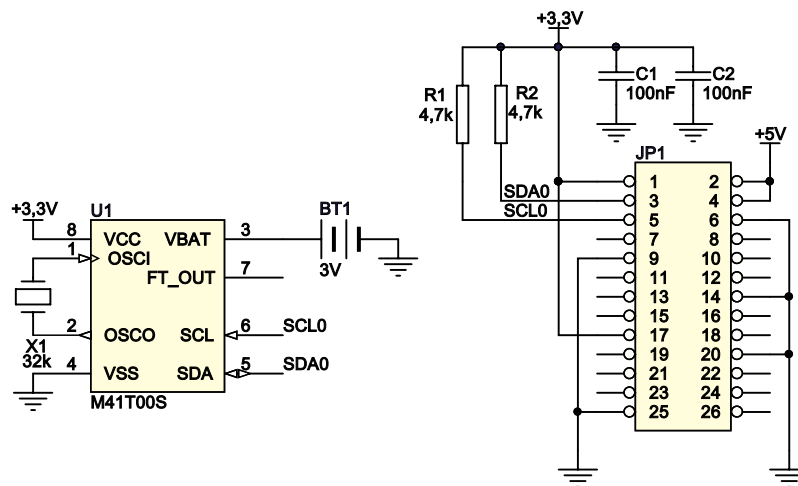 +3,3V
R1
4,7k
R2
4,7k
C1
100nF
C2
100nF
+5V
JP1
SDA0
SCL0
1 2
3 4
5 6
7 8
9 10
11 12
13 14
15 16
17 18
19 20
21 22
23 24
25 26
+3,3V
U1
BT1
3V
8 VCC VBAT 3
1 OSCI
FT_OUT 7
2 OSCO SCL 6 SCL0
X1
32k
4 VSS SDA 5 SDA0
M41T00S